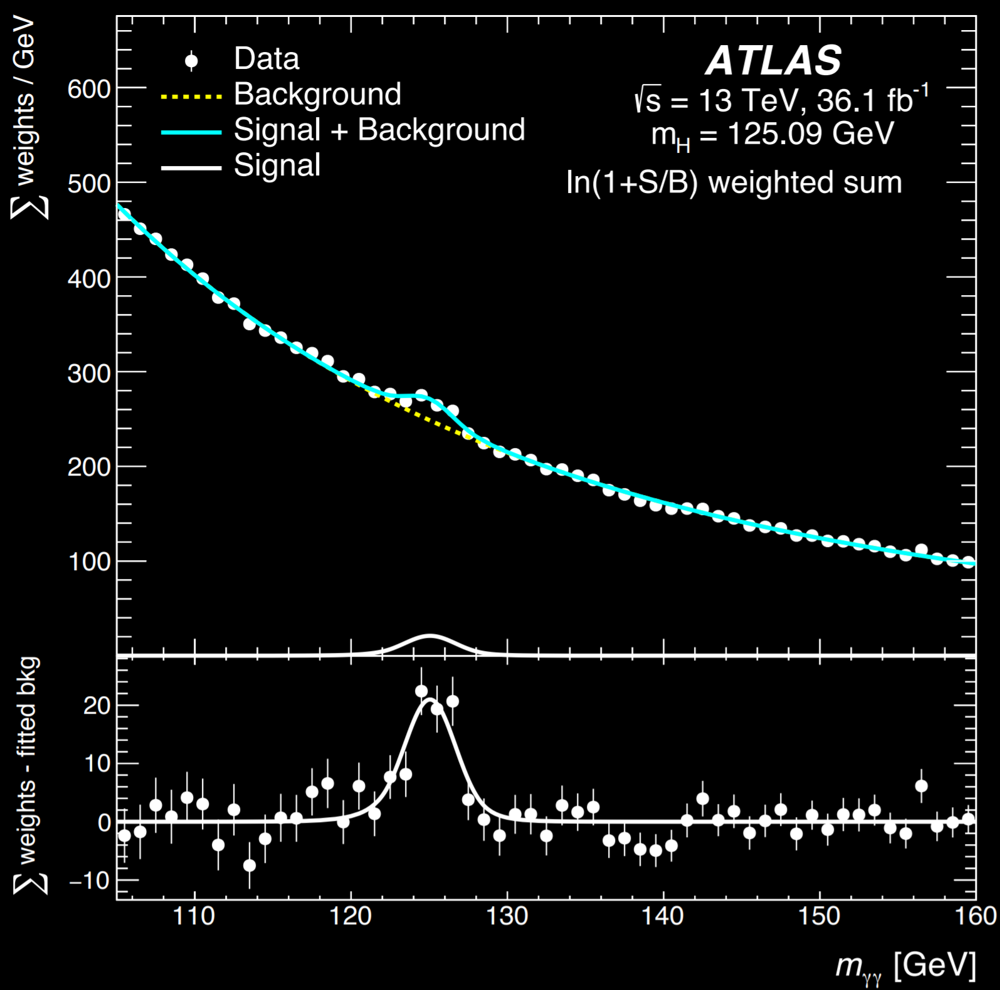 ∑ weights / GeV
Data
Background
Signal + Background
Signal
ATLAS
√s = 13 TeV, 36.1 fb⁻¹
m_H = 125.09 GeV
ln(1+S/B) weighted sum
600
500
400
300
200
100
∑ weights - fitted bkg
20
10
0
−10
110 120 130 140 150 160
m_γγ [GeV]